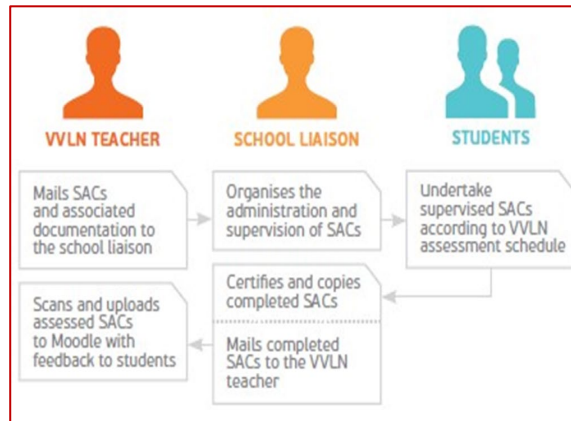 VVLN TEACHER
SCHOOL LIAISON
STUDENTS
Mails SACs
and associated
documentation to
the school liaison
Organises the
administration and
supervision of SACs
Undertake
supervised SACs
according to VVLN
assessment schedule
Certifies and copies
completed SACs
Mails completed
SACs to the VVLN
teacher
Scans and uploads
assessed SACs
to Moodle with
feedback to students